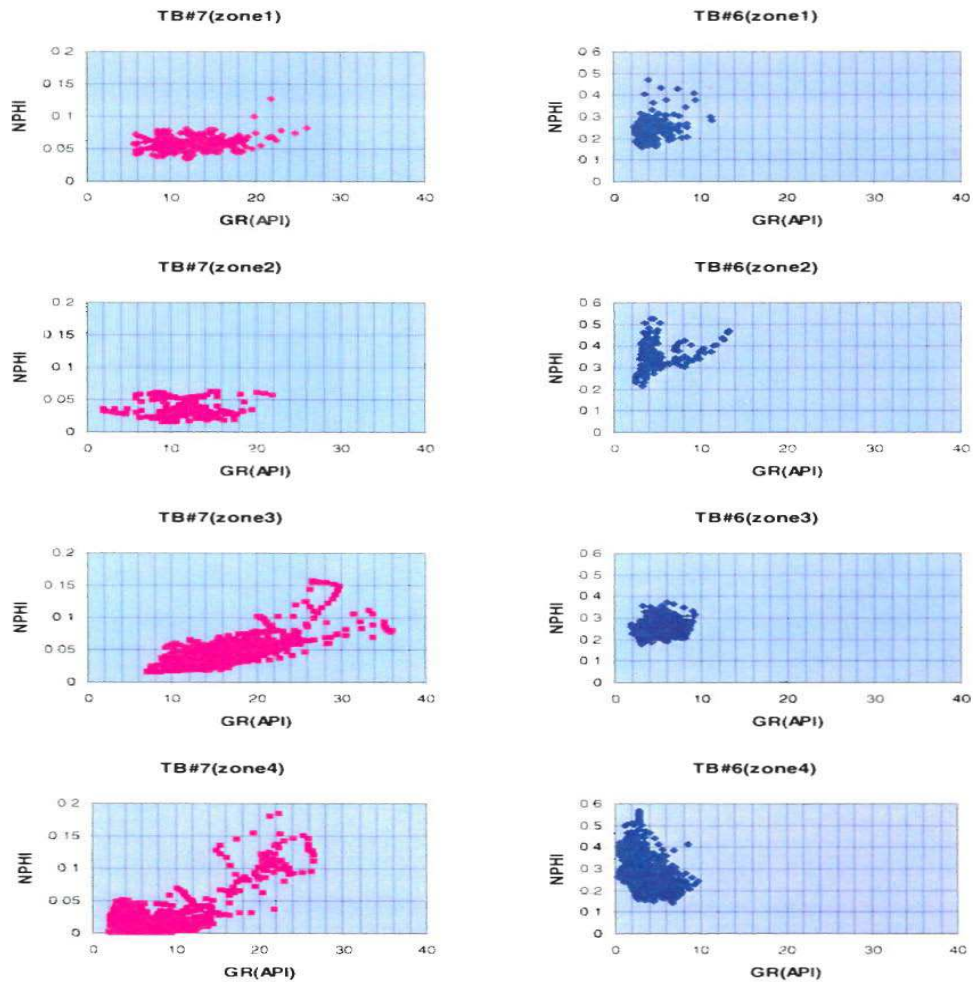 TB#7(zone1)
0.2
0.15
0.1
0.05
0
NPHI
0 10 20 30 40
GR(API)
TB#6(zone1)
0.6
0.5
0.4
0.3
0.2
0.1
0
NPHI
0 10 20 30 40
GR(API)
TB#7(zone2)
0.2
0.15
0.1
0.05
0
NPHI
0 10 20 30 40
GR(API)
TB#6(zone2)
0.6
0.5
0.4
0.3
0.2
0.1
0
NPHI
0 10 20 30 40
GR(API)
TB#7(zone3)
0.2
0.15
0.1
0.05
0
NPHI
0 10 20 30 40
GR(API)
TB#6(zone3)
0.6
0.5
0.4
0.3
0.2
0.1
0
NPHI
0 10 20 30 40
GR(API)
TB#7(zone4)
0.2
0.15
0.1
0.05
0
NPHI
0 10 20 30 40
GR(API)
TB#6(zone4)
0.6
0.5
0.4
0.3
0.2
0.1
0
NPHI
0 10 20 30 40
GR(API)